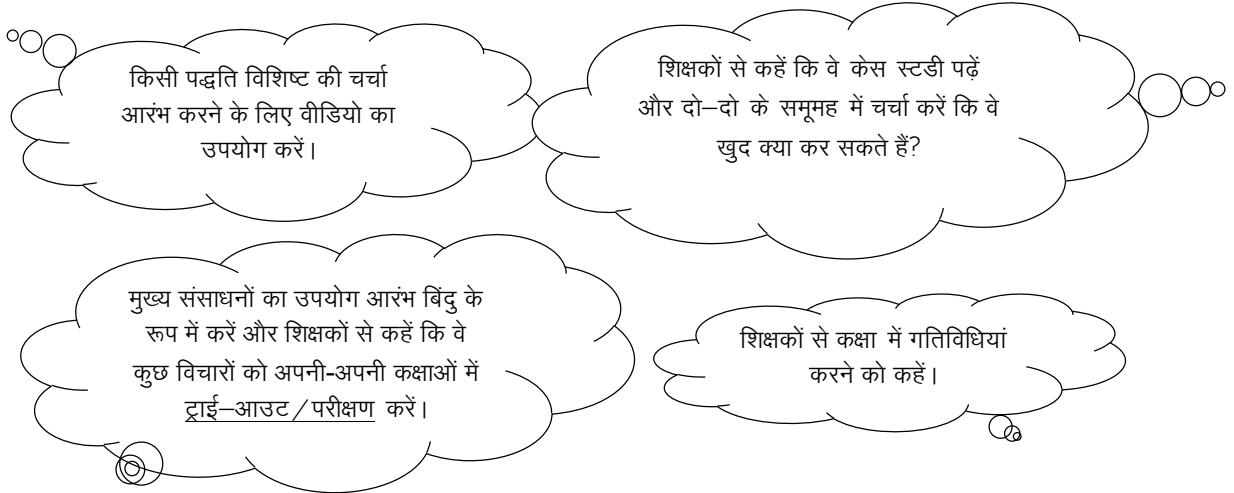 किसी पद्धति विशिष्ट की चर्चा
आरंभ करने के लिए वीडियो का
उपयोग करें।
शिक्षकों से कहें कि वे केस स्टडी पढ़ें
और दो–दो के समूमह में चर्चा करें कि वे
खुद क्या कर सकते हैं?
मुख्य संसाधनों का उपयोग आरंभ बिंदु के
रूप में करें और शिक्षकों से कहें कि वे
कुछ विचारों को अपनी-अपनी कक्षाओं में
ट्राई–आउट/परीक्षण करें।
शिक्षकों से कक्षा में गतिविधियां
करने को कहें।